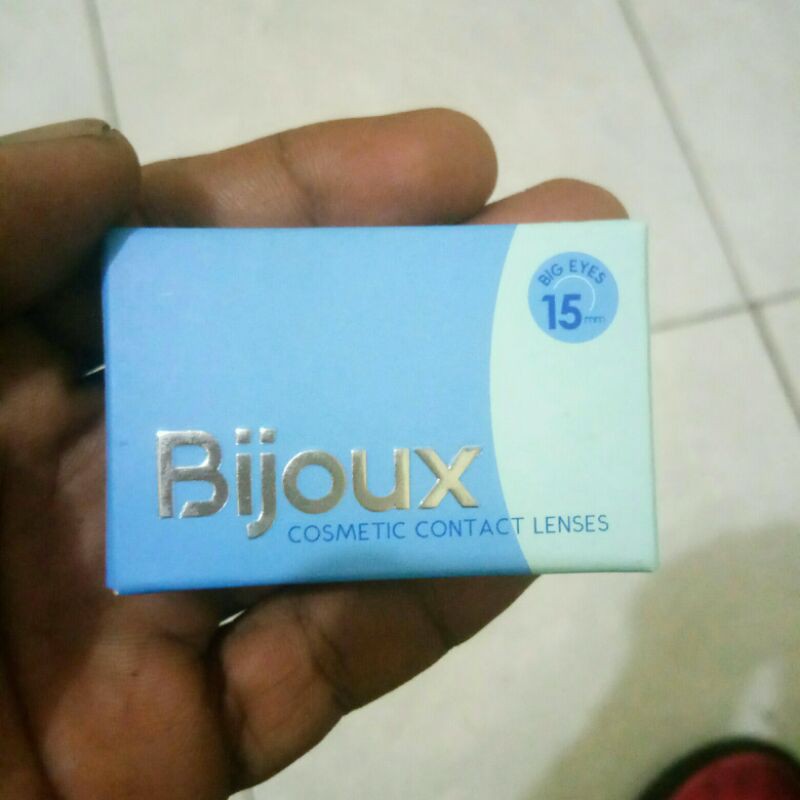 BIG EYES
15mm
Bijoux
COSMETIC CONTACT LENSES